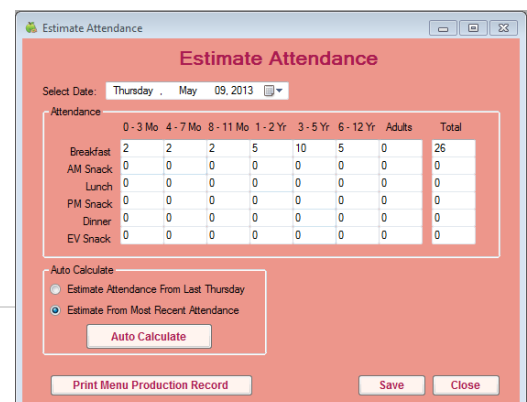 Estimate Attendance
Estimate Attendance
Select Date: Thursday , May 09, 2013
Attendance
0 - 3 Mo 4 - 7 Mo 8 - 11 Mo 1 - 2 Yr 3 - 5 Yr 6 - 12 Yr Adults Total
Breakfast 2 2 2 5 10 5 0 26
AM Snack 0 0 0 0 0 0 0 0
Lunch 0 0 0 0 0 0 0 0
PM Snack 0 0 0 0 0 0 0 0
Dinner 0 0 0 0 0 0 0 0
EV Snack 0 0 0 0 0 0 0 0
Auto Calculate
Estimate Attendance From Last Thursday
Estimate From Most Recent Attendance
Auto Calculate
Print Menu Production Record Save Close